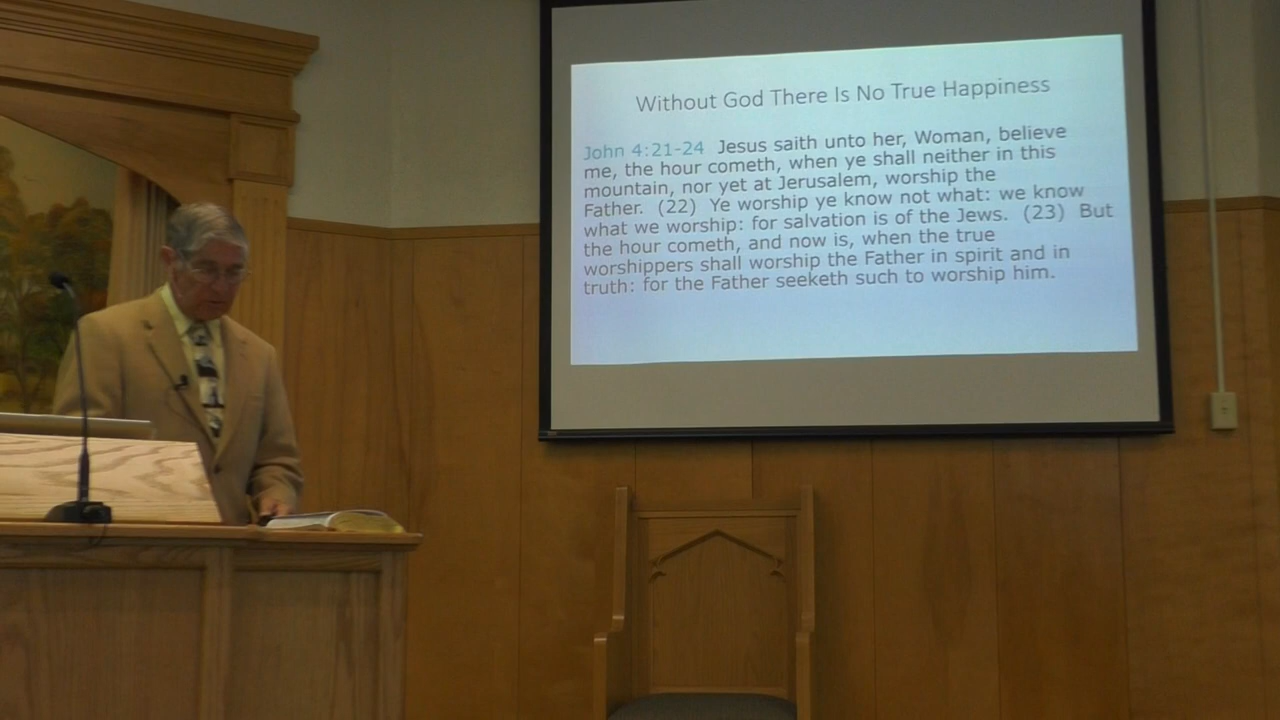 Without God There Is No True Happiness
John 4:21-24 Jesus saith unto her, Woman, believe
me, the hour cometh, when ye shall neither in this
mountain, nor yet at Jerusalem, worship the
Father. (22) Ye worship ye know not what: we know
what we worship: for salvation is of the Jews. (23) But
the hour cometh, and now is, when the true
worshippers shall worship the Father in spirit and in
truth: for the Father seeketh such to worship him.